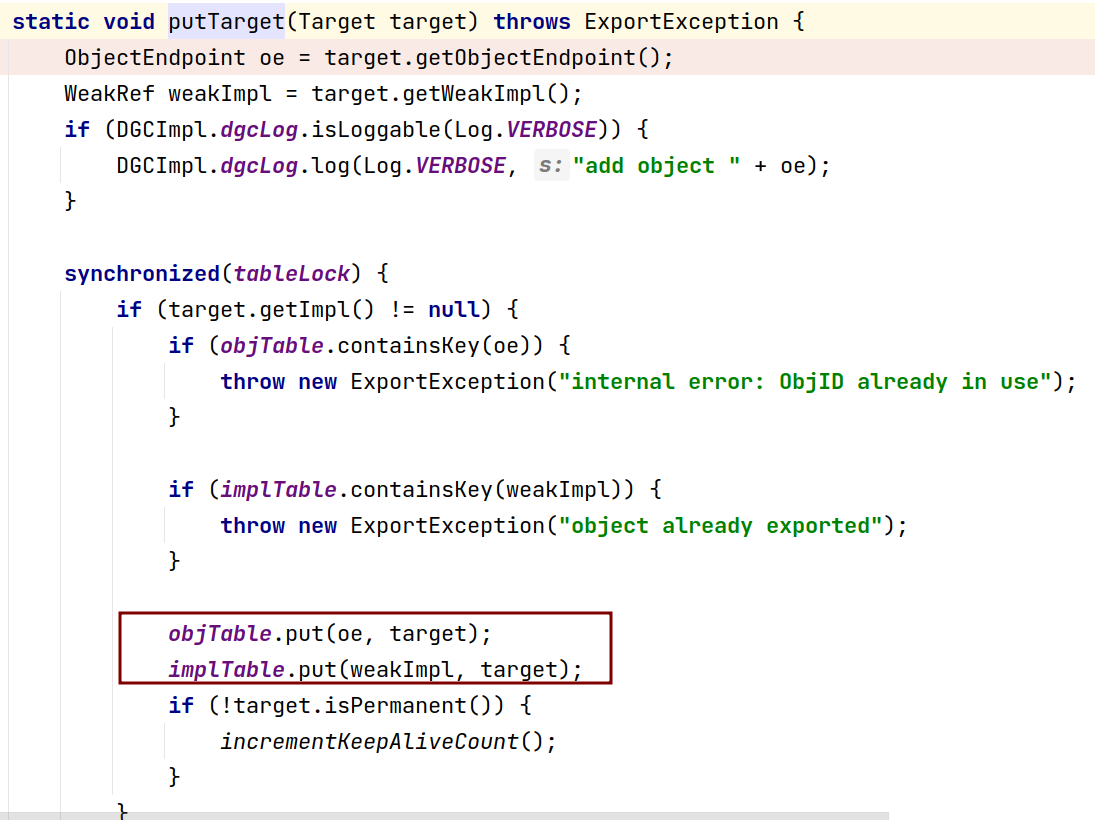 static void putTarget(Target target) throws ExportException {
ObjectEndpoint oe = target.getObjectEndpoint();
WeakRef weakImpl = target.getWeakImpl();
if (DGCImpl.dgcLog.isLoggable(Log.VERBOSE)) {
DGCImpl.dgcLog.log(Log.VERBOSE, s: "add object " + oe);
}
synchronized(tableLock) {
if (target.getImpl() != null) {
if (objTable.containsKey(oe)) {
throw new ExportException("internal error: ObjID already in use");
}
if (implTable.containsKey(weakImpl)) {
throw new ExportException("object already exported");
}
objTable.put(oe, target);
implTable.put(weakImpl, target);
if (!target.isPermanent()) {
incrementKeepAliveCount();
}
}